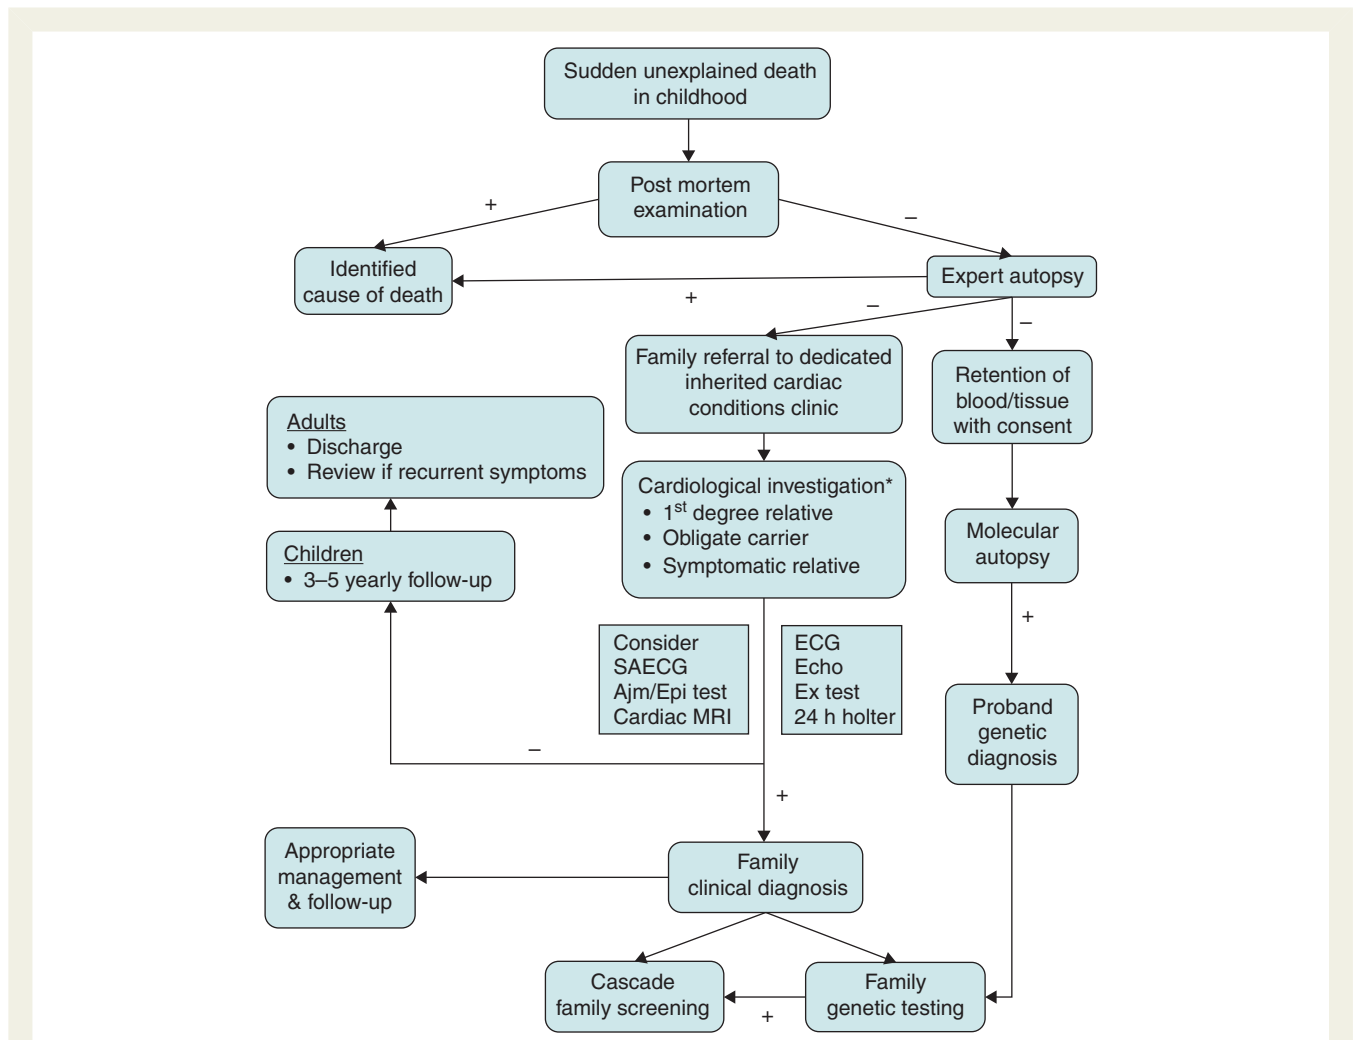 Sudden unexplained death
in childhood
Post mortem
examination
+
–
Identified
cause of death
Expert autopsy
+
–
–
Family referral to dedicated
inherited cardiac
conditions clinic
Retention of
blood/tissue
with consent
Adults
• Discharge
• Review if recurrent symptoms
Cardiological investigation*
• 1st degree relative
• Obligate carrier
• Symptomatic relative
Molecular
autopsy
Children
• 3–5 yearly follow-up
+
Consider
SAECG
Ajm/Epi test
Cardiac MRI
ECG
Echo
Ex test
24 h holter
Proband
genetic
diagnosis
–
+
Appropriate
management
& follow-up
Family
clinical diagnosis
Cascade
family screening
+
Family
genetic testing